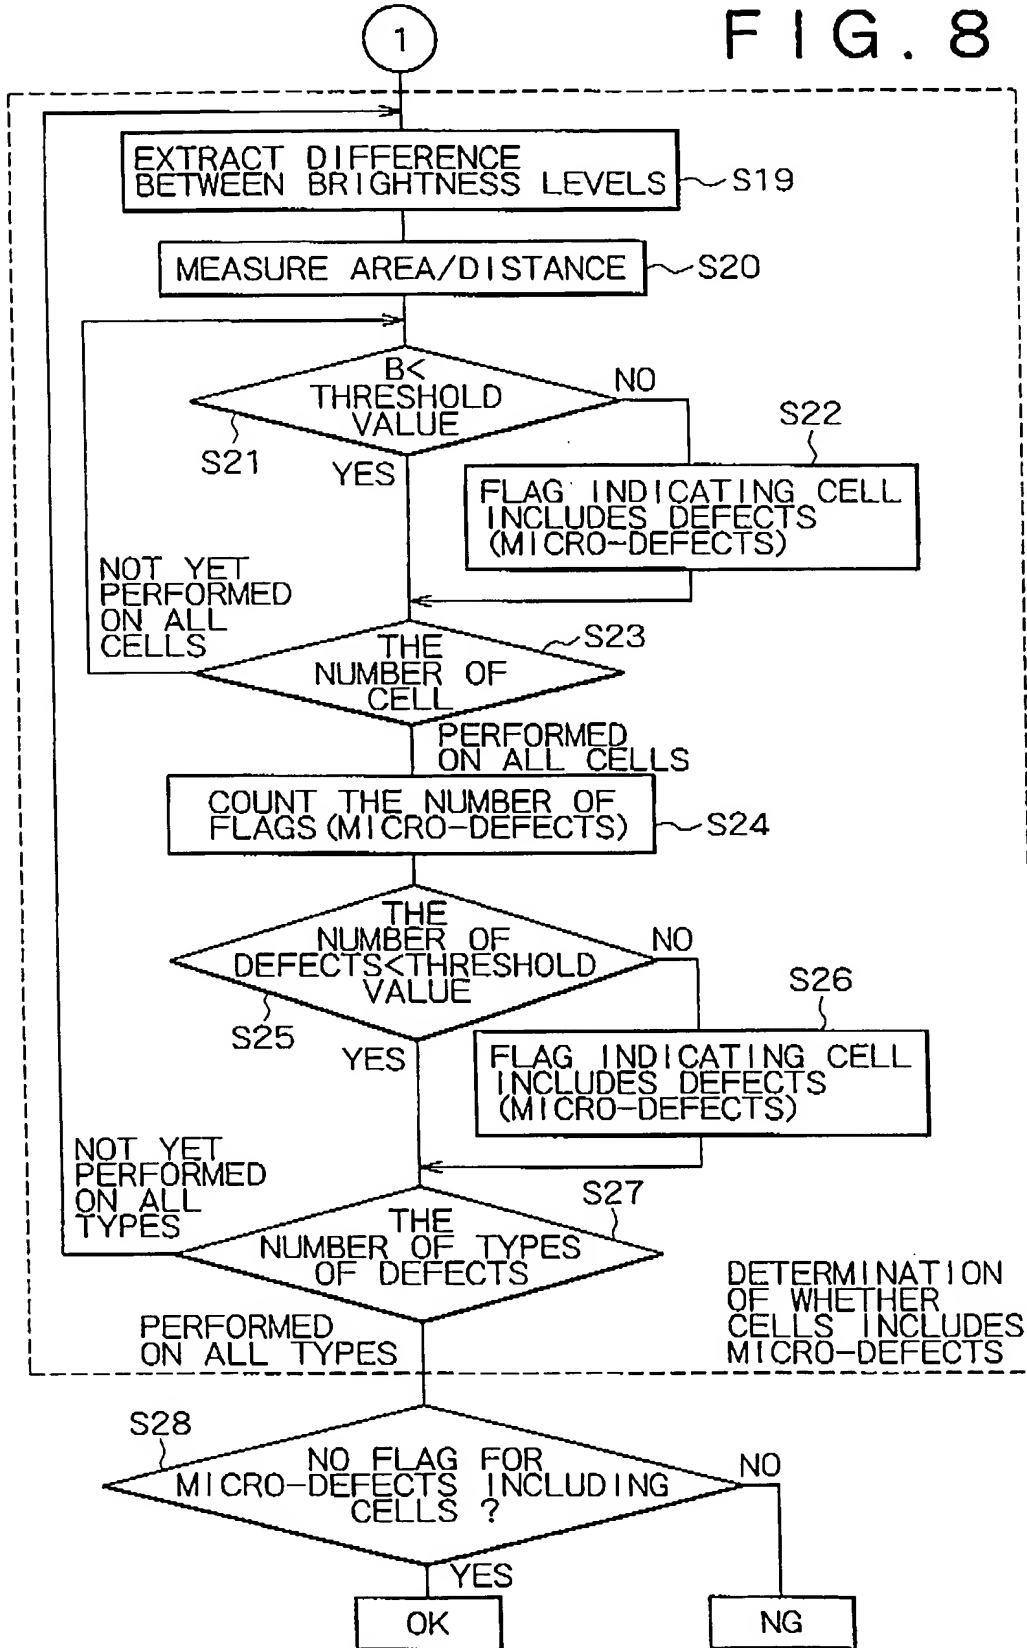 FIG. 8
1
EXTRACT DIFFERENCE
BETWEEN BRIGHTNESS LEVELS
S19
MEASURE AREA/DISTANCE
S20
B<
THRESHOLD
VALUE
S21
NO
YES
S22
FLAG INDICATING CELL
INCLUDES DEFECTS
(MICRO-DEFECTS)
NOT YET
PERFORMED
ON ALL
CELLS
S23
THE
NUMBER OF
CELL
PERFORMED
ON ALL CELLS
COUNT THE NUMBER OF
FLAGS (MICRO-DEFECTS)
S24
THE
NUMBER OF
DEFECTS<THRESHOLD
VALUE
S25
NO
YES
S26
FLAG INDICATING CELL
INCLUDES DEFECTS
(MICRO-DEFECTS)
NOT YET
PERFORMED
ON ALL
TYPES
S27
THE
NUMBER OF TYPES
OF DEFECTS
PERFORMED
ON ALL TYPES
DETERMINATION
OF WHETHER
CELLS INCLUDES
MICRO-DEFECTS
S28
NO FLAG FOR
MICRO-DEFECTS INCLUDING
CELLS ?
NO
YES
OK
NG